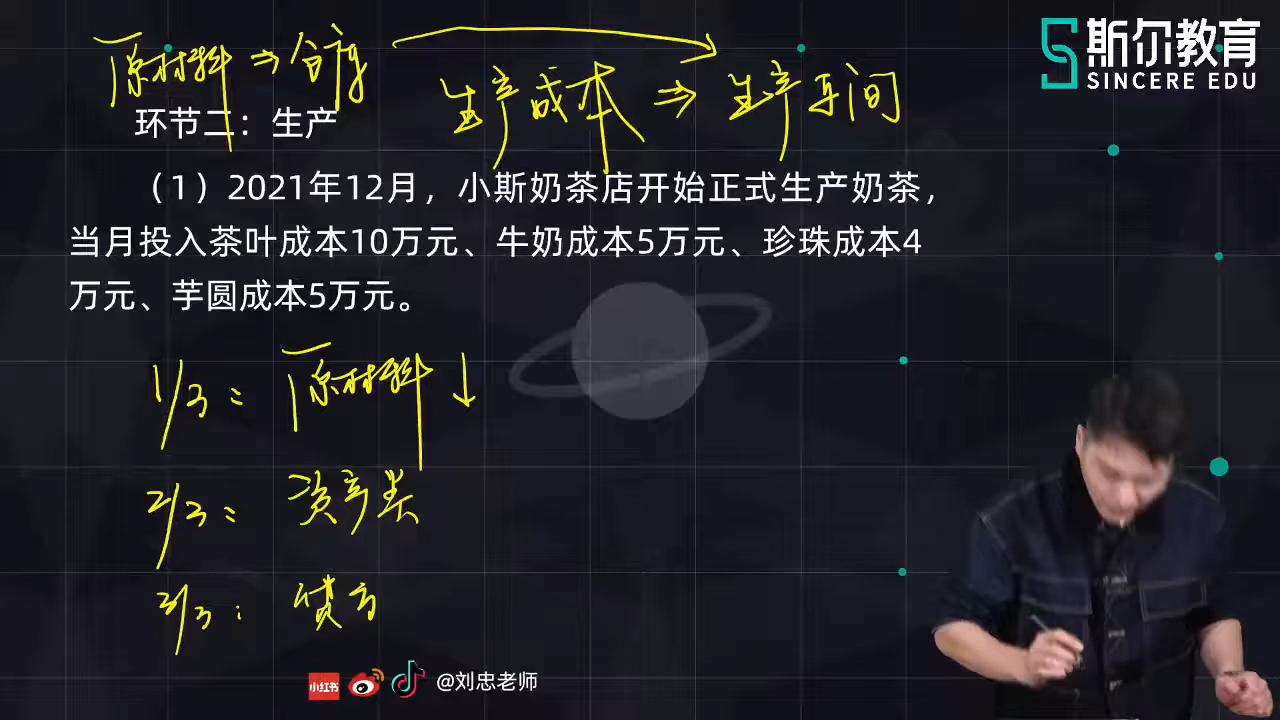 斯尔教育
SINCERE EDU
原材料⇒仓库
生产成本⇒生产车间
环节二：生产
（1）2021年12月，小斯奶茶店开始正式生产奶茶，
当月投入茶叶成本10万元、牛奶成本5万元、珍珠成本4
万元、芋圆成本5万元。
1/3：原材料↓
2/3：资产类
3/3：贷方
小红书
@刘忠老师